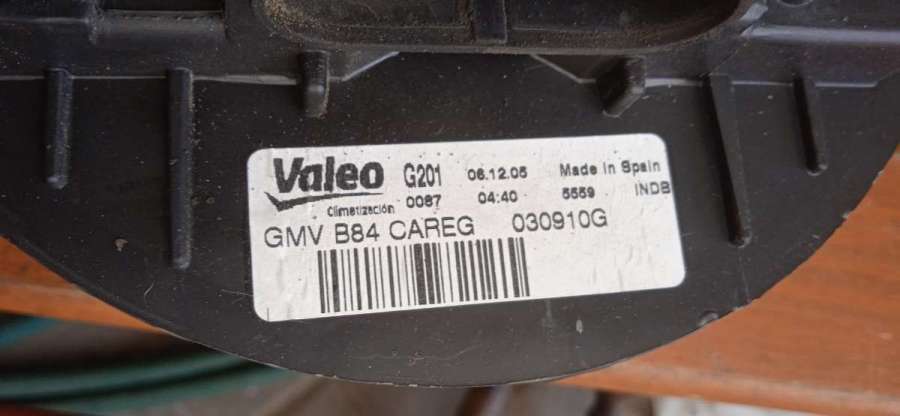 Valeo G201 06.12.05 Made in Spain
Climatización 0087 04:40 5559 INDB
GMV B84 CAREG 030910G